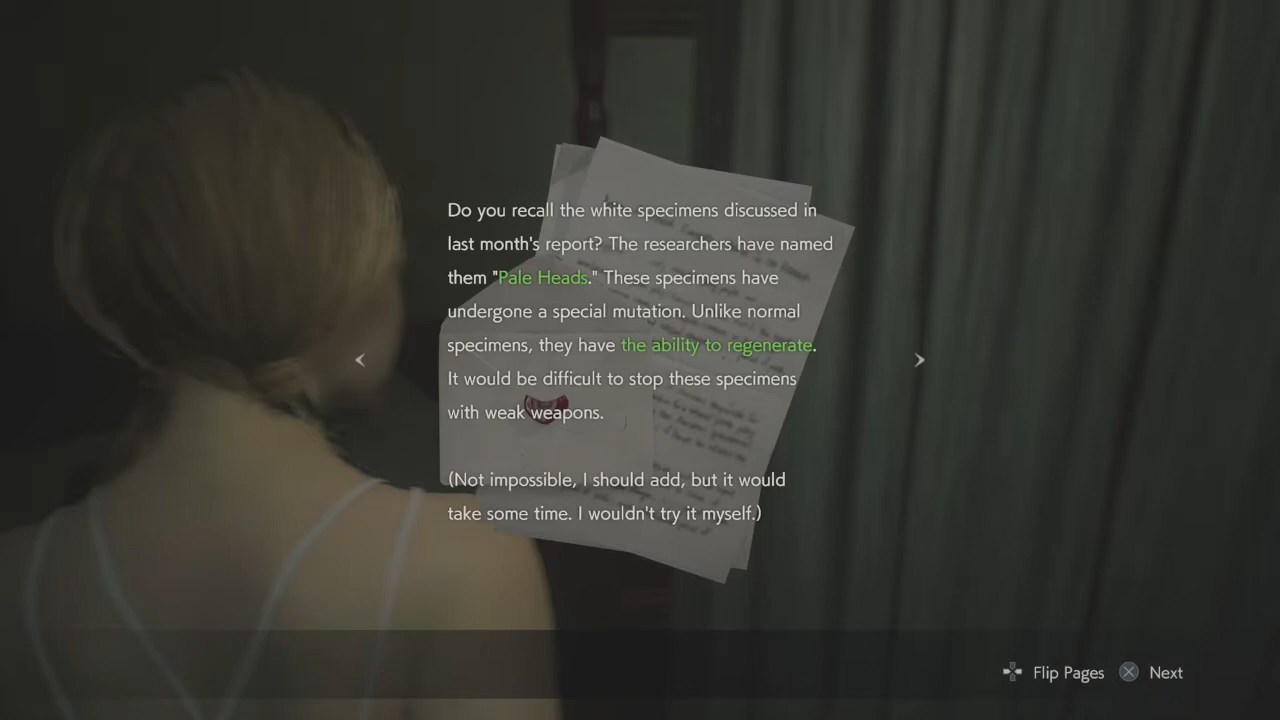 Do you recall the white specimens discussed in
last month's report? The researchers have named
them "Pale Heads." These specimens have
undergone a special mutation. Unlike normal
specimens, they have the ability to regenerate.
It would be difficult to stop these specimens
with weak weapons.
(Not impossible, I should add, but it would
take some time. I wouldn't try it myself.)
Flip Pages Next